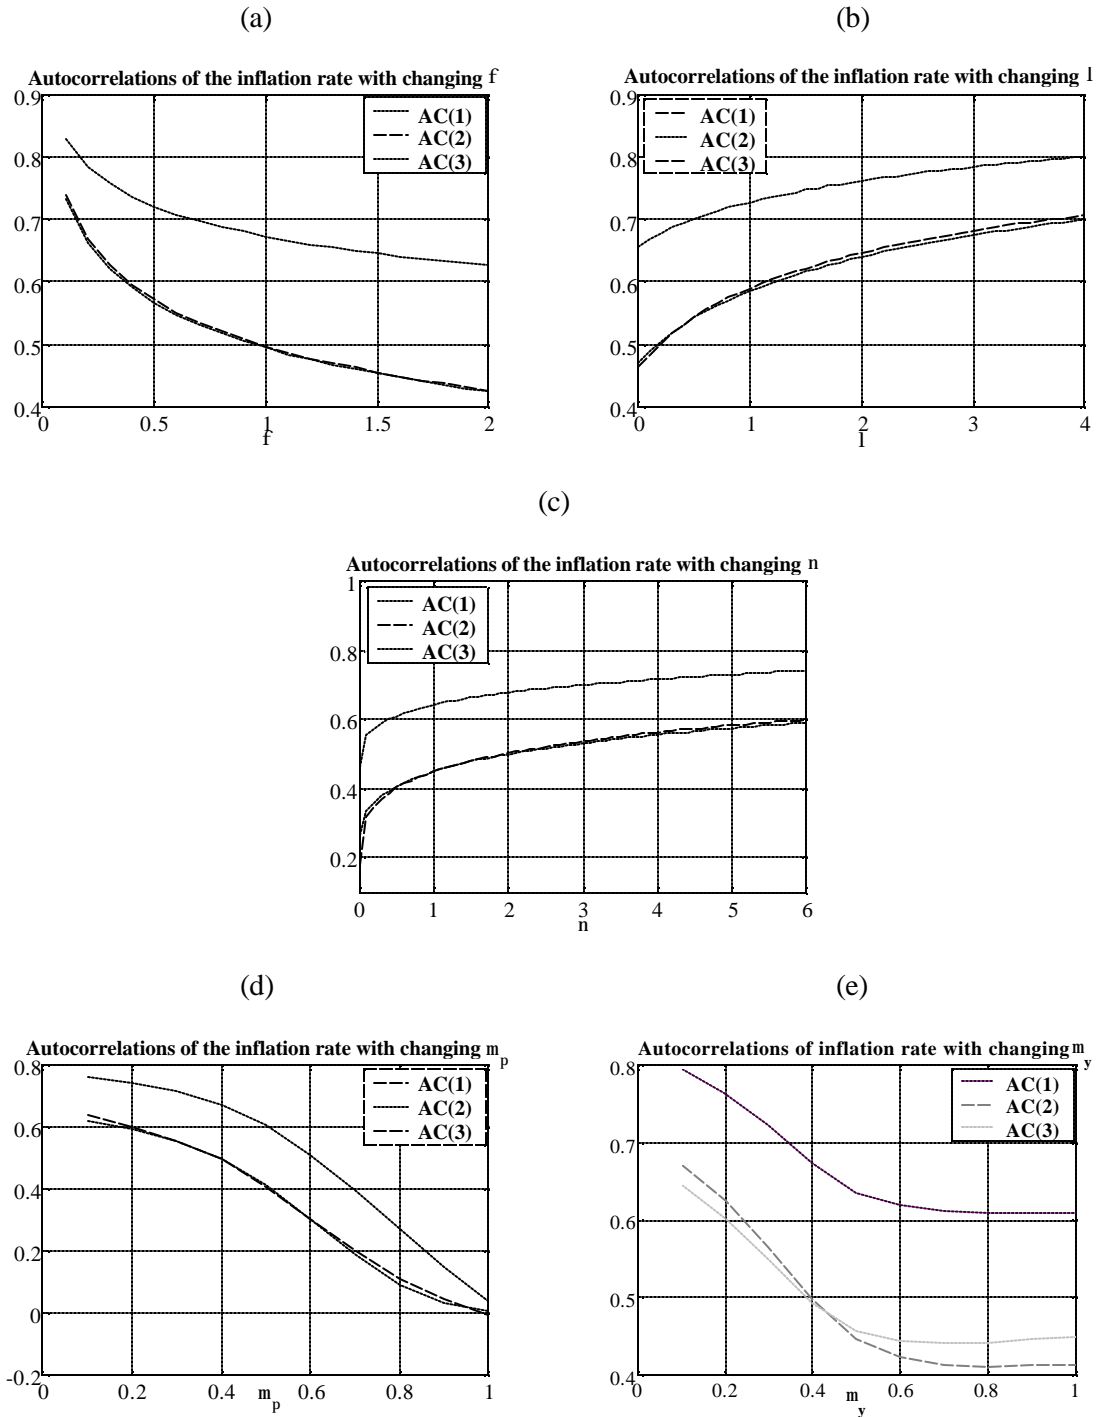 (a)
Autocorrelations of the inflation rate with changing f
0.9
0.8
0.7
0.6
0.5
0.4
AC(1)
AC(2)
AC(3)
0 0.5 1 1.5 2
f
(b)
Autocorrelations of the inflation rate with changing l
0.9
0.8
0.7
0.6
0.5
0.4
AC(1)
AC(2)
AC(3)
0 1 2 3 4
l
(c)
Autocorrelations of the inflation rate with changing n
1
0.8
0.6
0.4
0.2
AC(1)
AC(2)
AC(3)
0 1 2 3 4 5 6
n
(d)
Autocorrelations of the inflation rate with changing m p
0.8
0.6
0.4
0.2
0
-0.2
AC(1)
AC(2)
AC(3)
0 0.2 0.4 0.6 0.8 1
m p
(e)
Autocorrelations of inflation rate with changing m y
0.8
0.7
0.6
0.5
0.4
AC(1)
AC(2)
AC(3)
0 0.2 0.4 0.6 0.8 1
m y